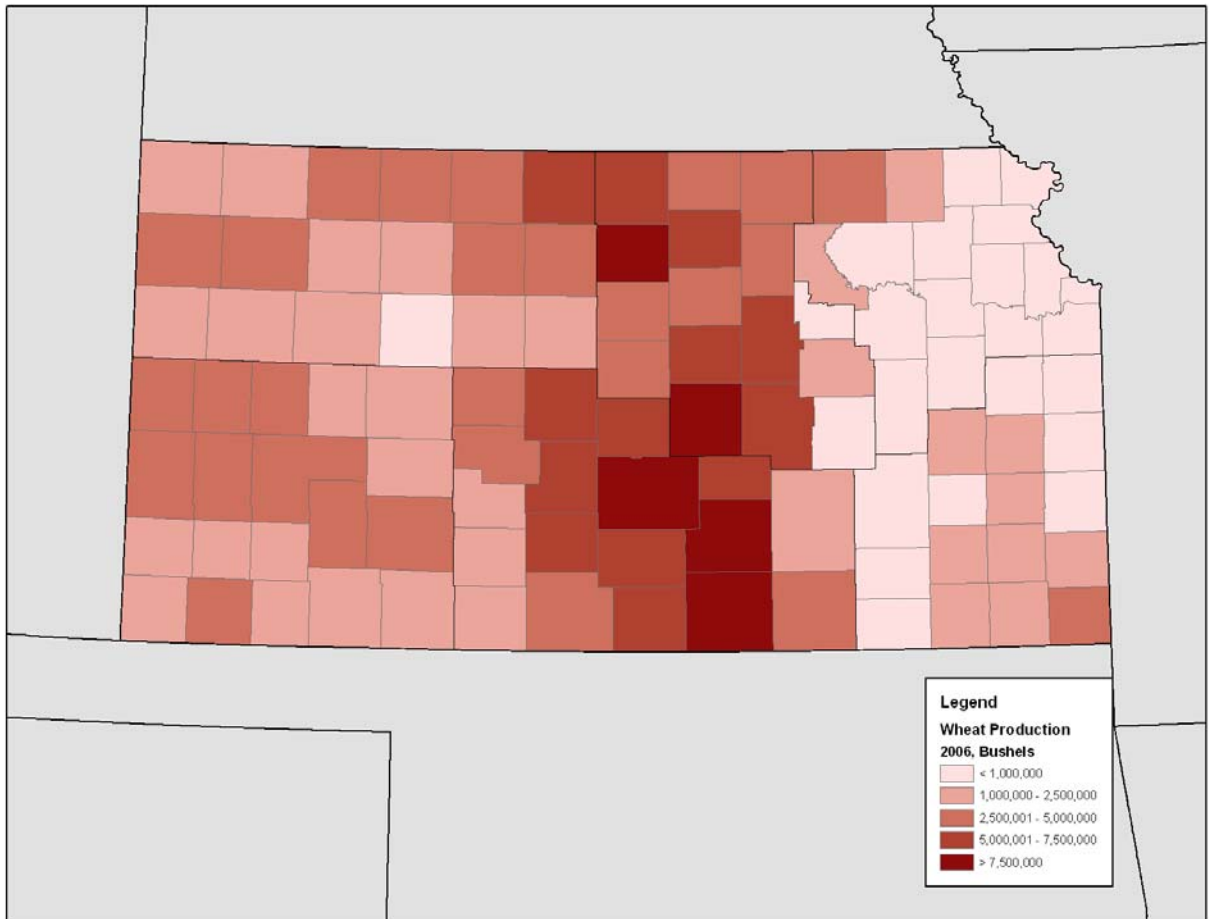 Legend
Wheat Production
2006, Bushels
< 1,000,000
1,000,000 - 2,500,000
2,500,001 - 5,000,000
5,000,001 - 7,500,000
> 7,500,000